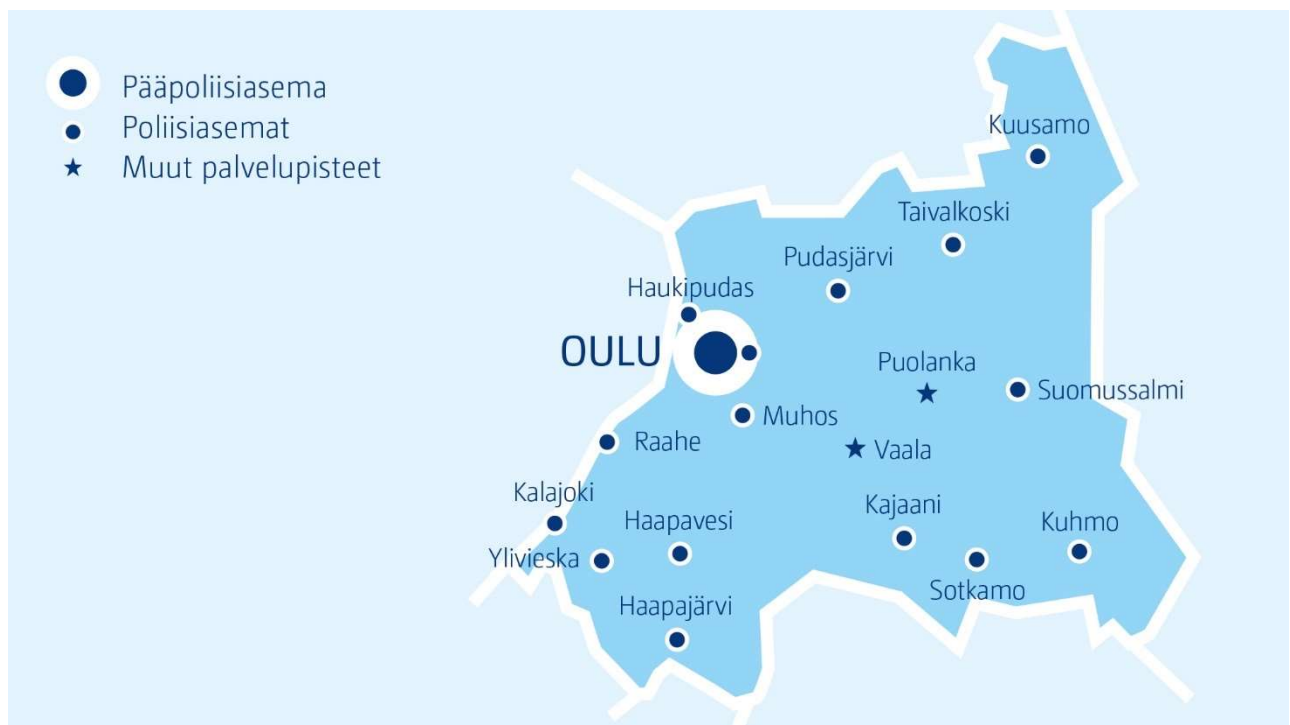 Pääpoliisiasema
Poliisiasemat
Muut palvelupisteet
Kuusamo
Taivalkoski
Pudasjärvi
Haukipudas
OULU
Puolanka
Suomussalmi
Muhos
Raahe
Vaala
Kalajoki
Haapavesi
Kajaani
Kuhmo
Ylivieska
Sotkamo
Haapajärvi